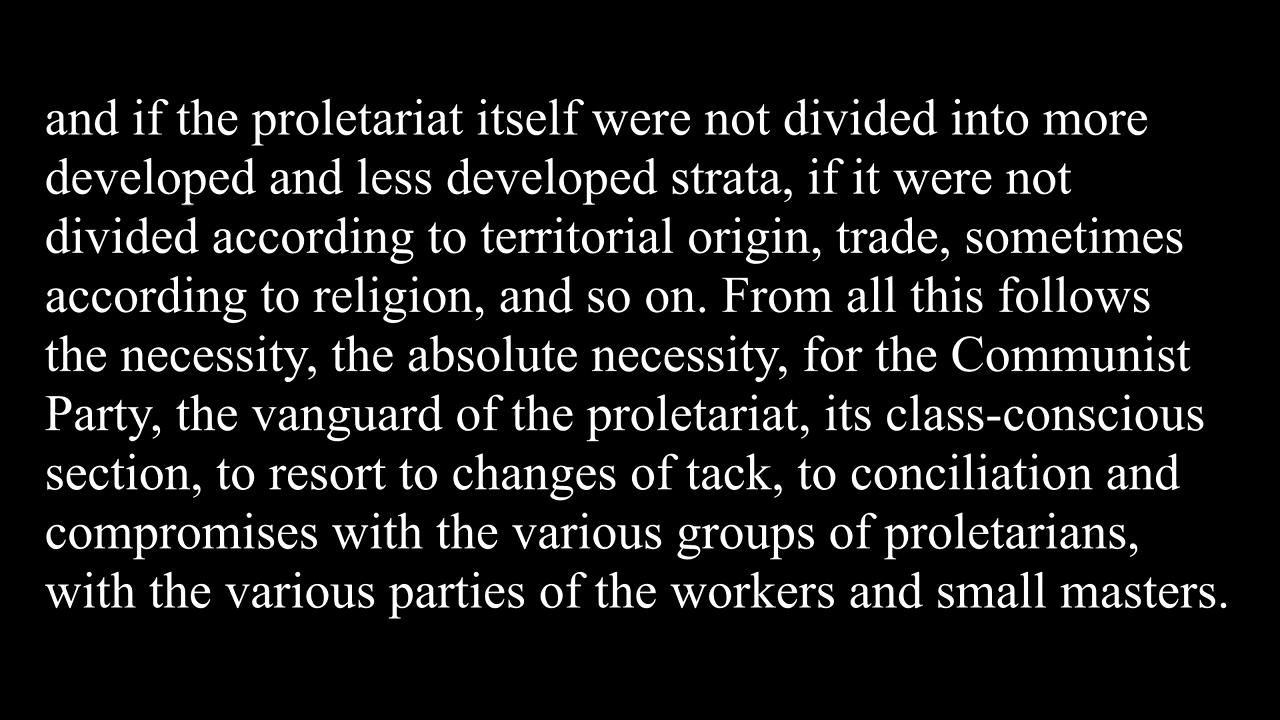 and if the proletariat itself were not divided into more
developed and less developed strata, if it were not
divided according to territorial origin, trade, sometimes
according to religion, and so on. From all this follows
the necessity, the absolute necessity, for the Communist
Party, the vanguard of the proletariat, its class-conscious
section, to resort to changes of tack, to conciliation and
compromises with the various groups of proletarians,
with the various parties of the workers and small masters.